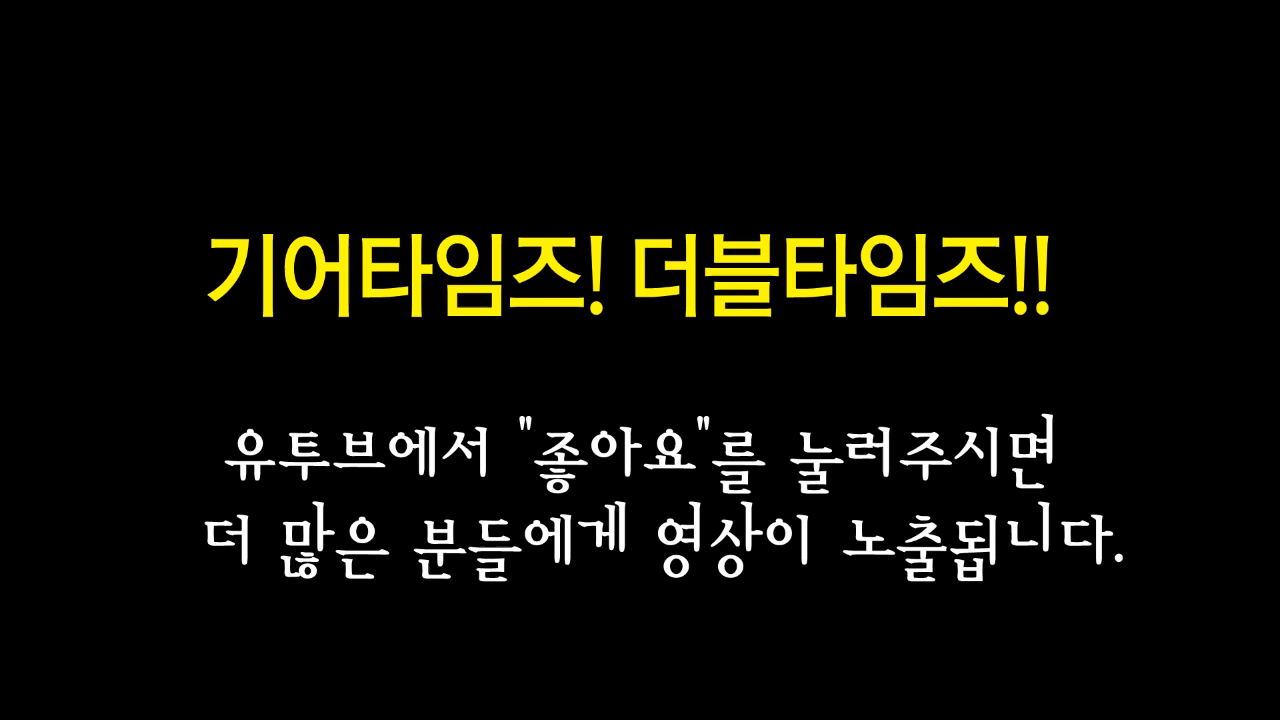 기어타임즈! 더블타임즈!!
유투브에서 "좋아요"를 눌러주시면
더 많은 분들에게 영상이 노출됩니다.